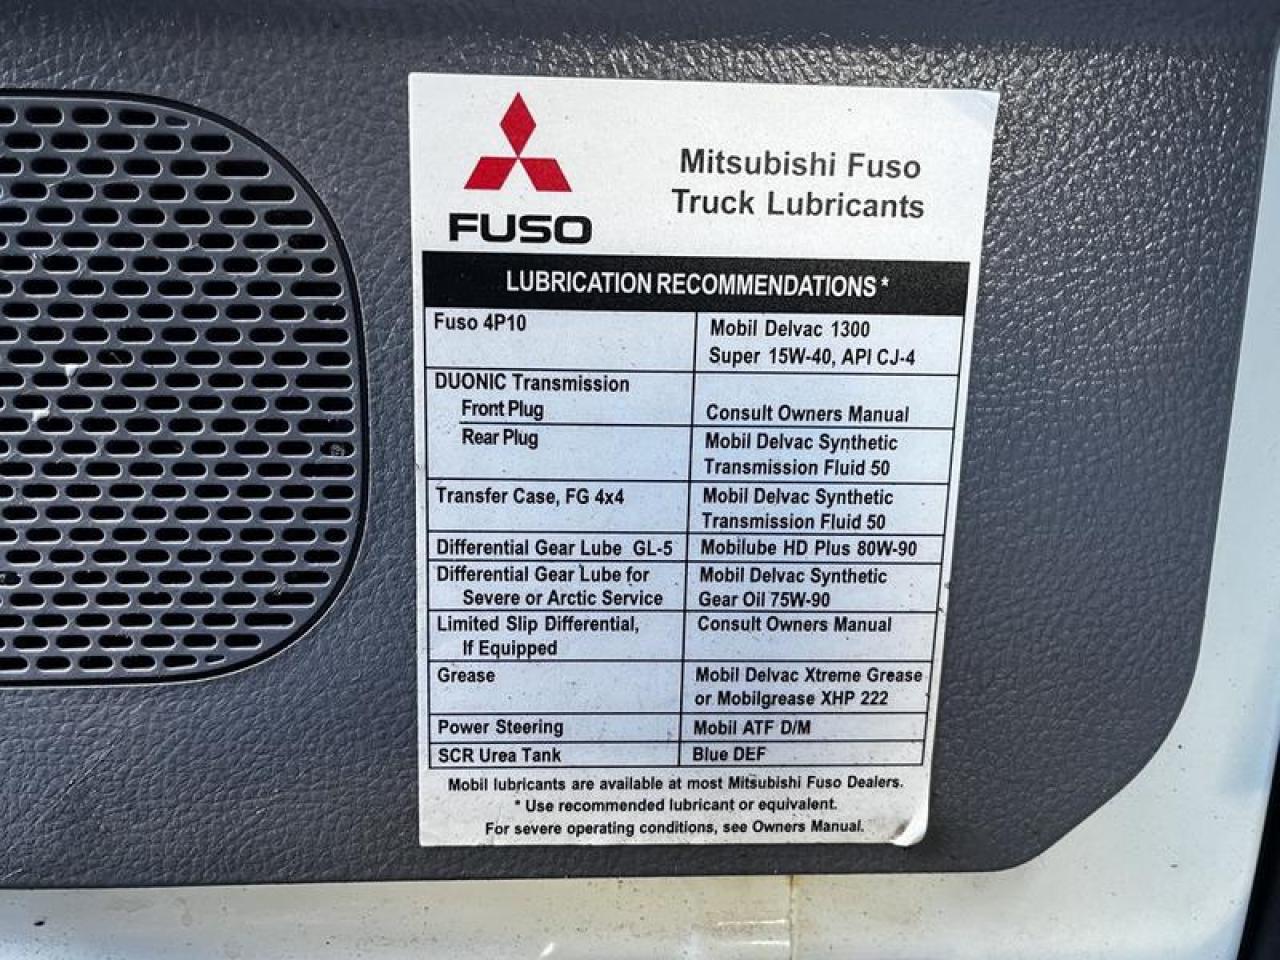 FUSO
Mitsubishi Fuso
Truck Lubricants
LUBRICATION RECOMMENDATIONS *
Fuso 4P10
Mobil Delvac 1300
Super 15W-40, API CJ-4
DUONIC Transmission
Front Plug
Consult Owners Manual
Rear Plug
Mobil Delvac Synthetic
Transmission Fluid 50
Transfer Case, FG 4x4
Mobil Delvac Synthetic
Transmission Fluid 50
Differential Gear Lube GL-5
Mobilube HD Plus 80W-90
Differential Gear Lube for
Severe or Arctic Service
Mobil Delvac Synthetic
Gear Oil 75W-90
Limited Slip Differential,
If Equipped
Consult Owners Manual
Grease
Mobil Delvac Xtreme Grease
or Mobilgrease XHP 222
Power Steering
Mobil ATF D/M
SCR Urea Tank
Blue DEF
Mobil lubricants are available at most Mitsubishi Fuso Dealers.
* Use recommended lubricant or equivalent.
For severe operating conditions, see Owners Manual.